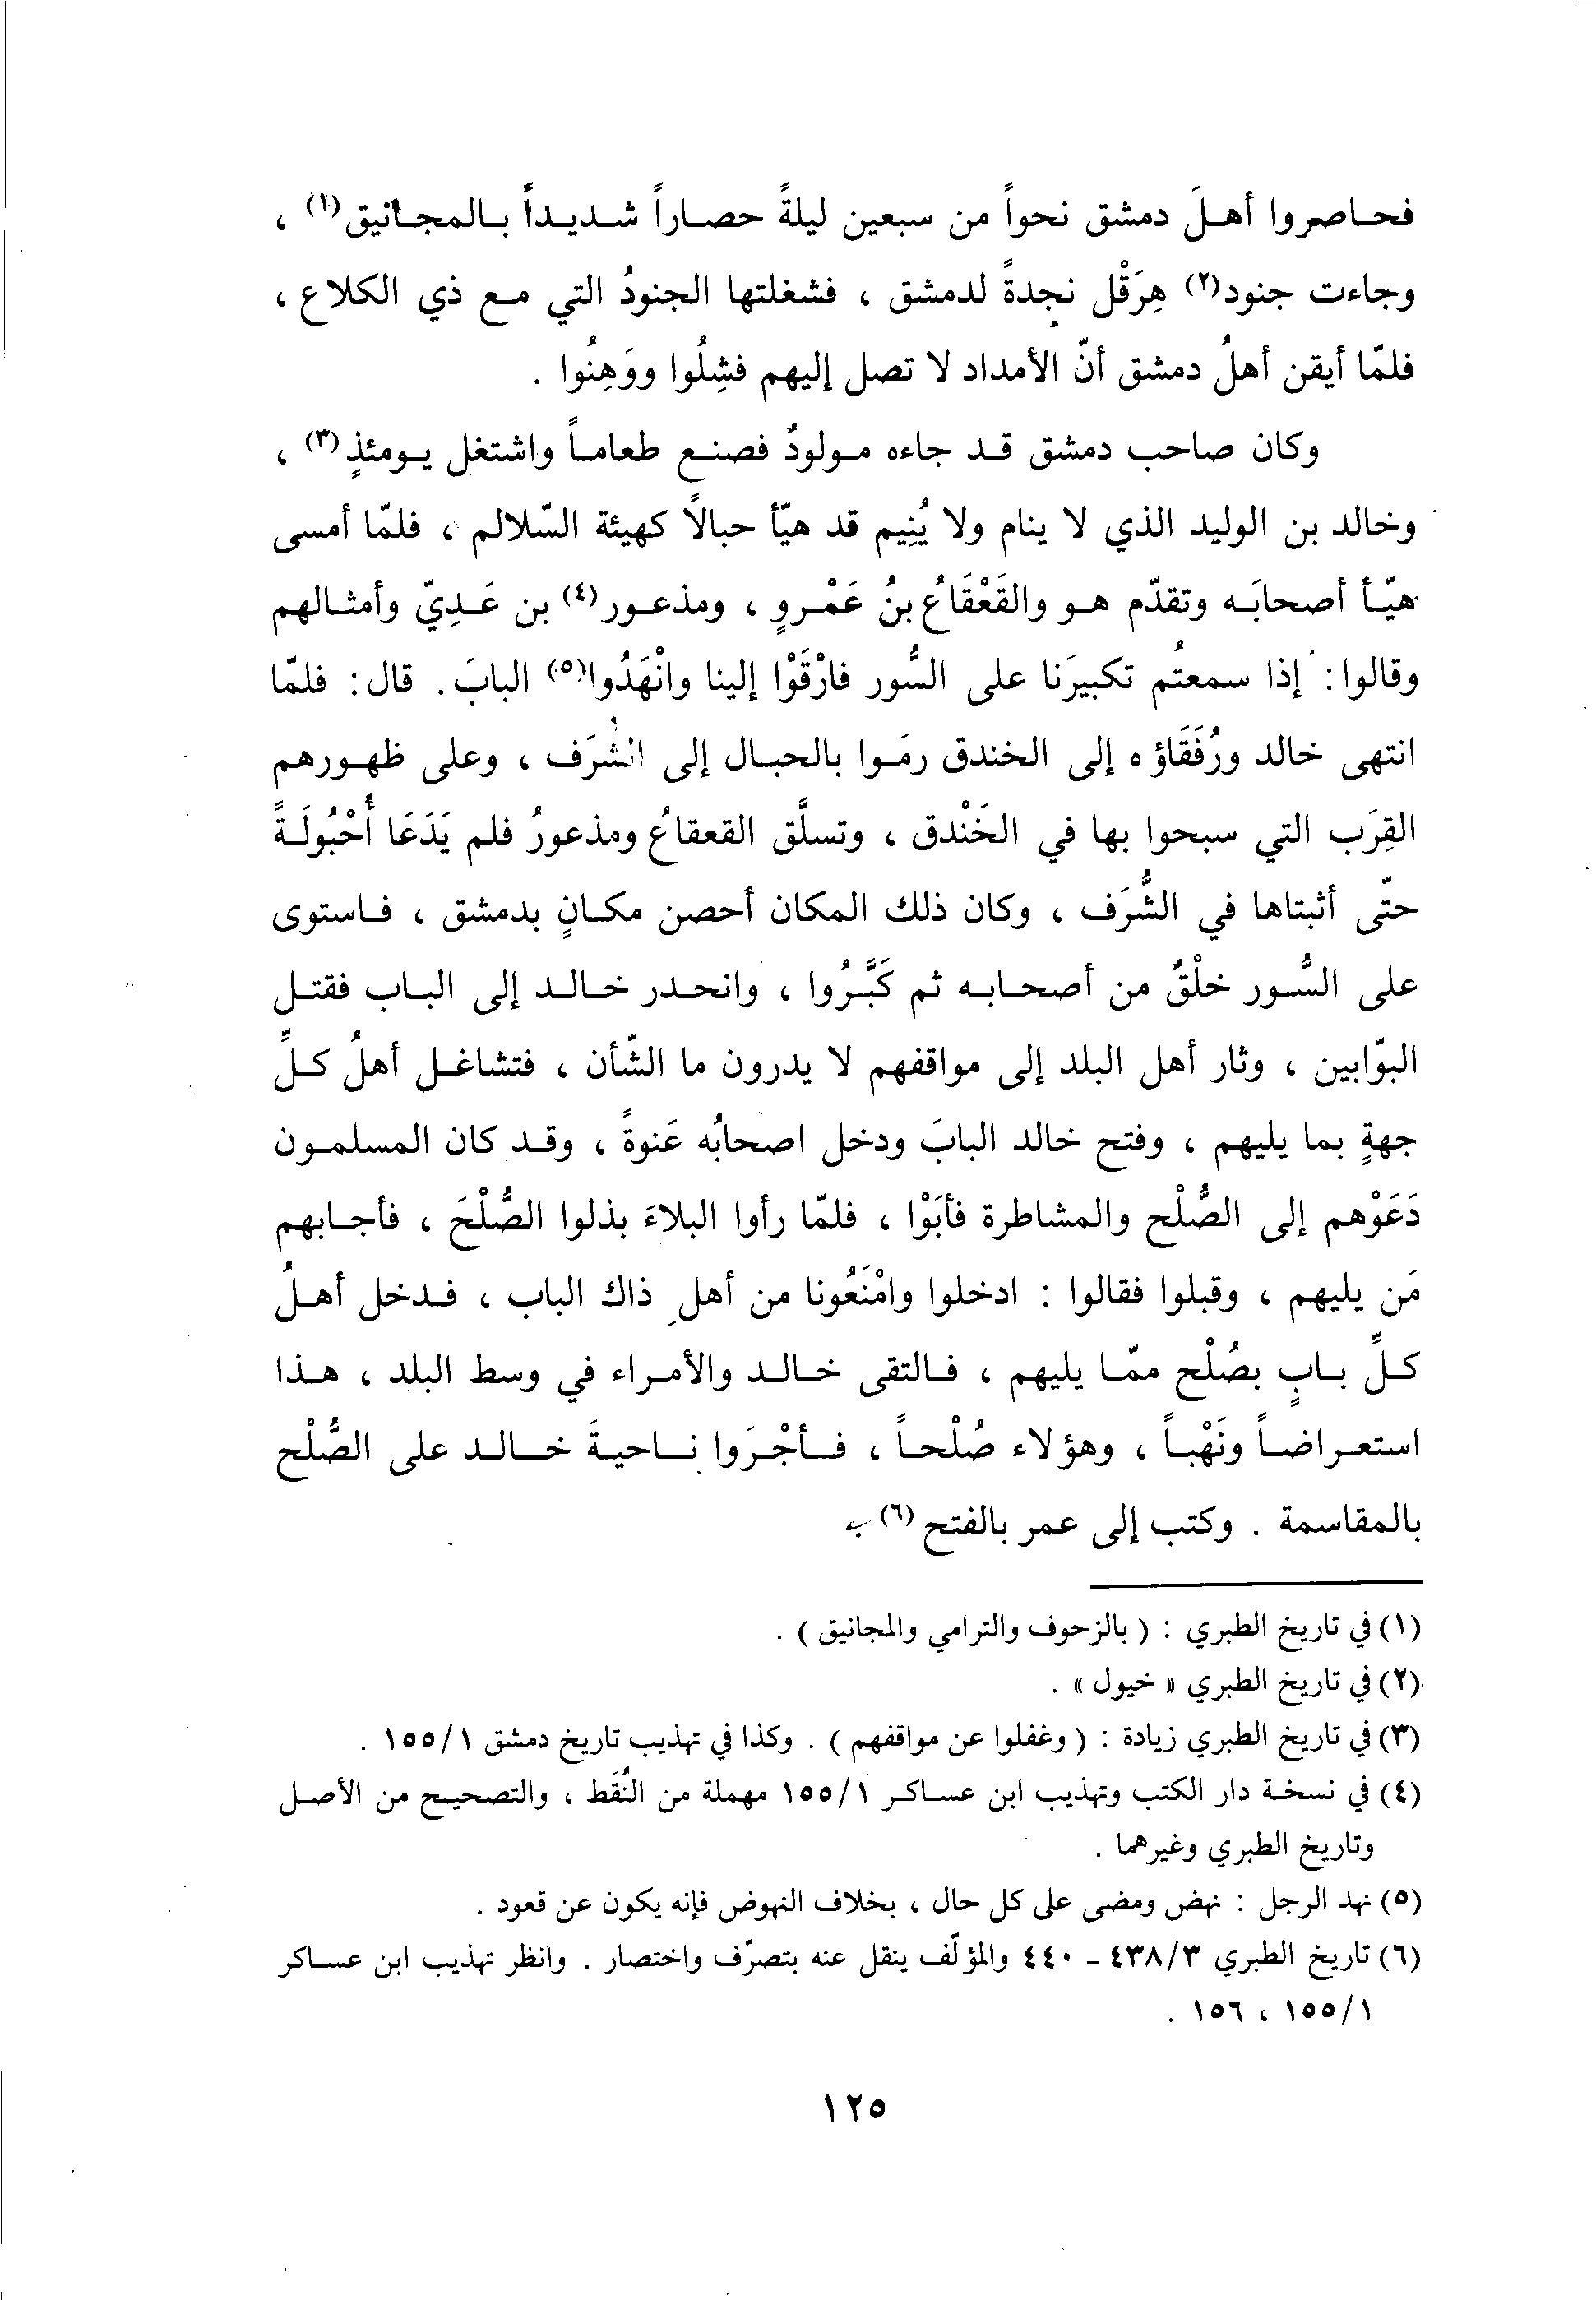 فحاصروا أهلَ دمشق نحواً من سبعين ليلةً حصاراً شديداً بالمجانيق(١) ،
وجاءت جنود(٢) هِرَقْل نجدةً لدمشق ، فشغلتها الجنودُ التي مع ذي الكلاع ،
فلمّا أيقن أهلُ دمشق أنّ الأمداد لا تصل إليهم فشِلُوا ووَهِنُوا .
وكان صاحب دمشق قد جاءه مولودٌ فصنع طعاماً واشتغل يومئذٍ(٣) ،
وخالد بن الوليد الذي لا ينام ولا يُنِيم قد هيّأ حبالاً كهيئة السّلالم ، فلمّا أمسى
هيّأ أصحابَه وتقدّم هو والقَعْقَاعُ بنُ عَمْروٍ ، ومذعور(٤) بن عَدِيّ وأمثالهم
وقالوا : إذا سمعتُم تكبيرَنا على السُّور فارْقَوْا إلينا وانْهَدُوا(٥) البابَ . قال : فلمّا
انتهى خالد ورُفَقَاؤه إلى الخندق رمَوا بالحبال إلى الشُرَف ، وعلى ظهورهم
القِرَب التي سبحوا بها في الخَنْدق ، وتسلَّق القعقاعُ ومذعورُ فلم يَدَعَا أُحْبُولَةً
حتّى أثبتاها في الشُّرَف ، وكان ذلك المكان أحصن مكانٍ بدمشق ، فاستوى
على السُّور خلْقٌ من أصحابه ثم كَبَّرُوا ، وانحدر خالد إلى الباب فقتل
البوّابين ، وثار أهل البلد إلى مواقفهم لا يدرون ما الشّأن ، فتشاغل أهلُ كلِّ
جهةٍ بما يليهم ، وفتح خالد البابَ ودخل اصحابُه عَنوةً ، وقد كان المسلمون
دَعَوْهم إلى الصُّلْح والمشاطرة فأبَوْا ، فلمّا رأوا البلاءَ بذلوا الصُّلْحَ ، فأجابهم
مَن يليهم ، وقبلوا فقالوا : ادخلوا وامْنَعُونا من أهلِ ذاك الباب ، فدخل أهلُ
كلِّ بابٍ بصُلْح ممّا يليهم ، فالتقى خالد والأمراء في وسط البلد ، هذا
استعراضاً ونَهْباً ، وهؤلاء صُلْحاً ، فأجْرَوا ناحيةَ خالد على الصُّلْح
بالمقاسمة . وكتب إلى عمر بالفتح(٦)
(١) في تاريخ الطبري : ( بالزحوف والترامي والمجانيق ) .
(٢) في تاريخ الطبري « خيول » .
(٣) في تاريخ الطبري زيادة : ( وغفلوا عن مواقفهم ) . وكذا في تهذيب تاريخ دمشق ١/ ١٥٥ .
(٤) في نسخة دار الكتب وتهذيب ابن عساكر ١/ ١٥٥ مهملة من النُقَط ، والتصحيح من الأصل
وتاريخ الطبري وغيرهما .
(٥) نهد الرجل : نهض ومضى على كل حال ، بخلاف النهوض فإنه يكون عن قعود .
(٦) تاريخ الطبري ٣/ ٤٣٨ - ٤٤٠ والمؤلّف ينقل عنه بتصرّف واختصار . وانظر تهذيب ابن عساكر
١/ ١٥٥ ، ١٥٦ .
١٢٥